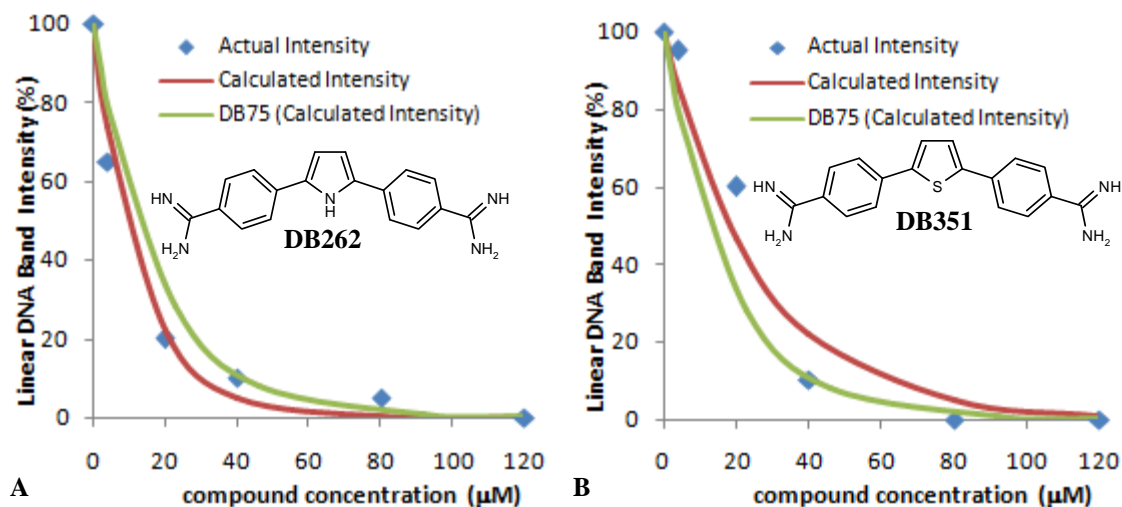 Linear DNA Band Intensity (%)
100
80
60
40
20
0
Actual Intensity
Calculated Intensity
DB75 (Calculated Intensity)
HN
H₂N
N
H
NH
NH₂
DB262
0 20 40 60 80 100 120
compound concentration (µM)
A
Linear DNA Band Intensity (%)
100
80
60
40
20
0
Actual Intensity
Calculated Intensity
DB75 (Calculated Intensity)
HN
H₂N
S
NH
NH₂
DB351
0 20 40 60 80 100 120
compound concentration (µM)
B